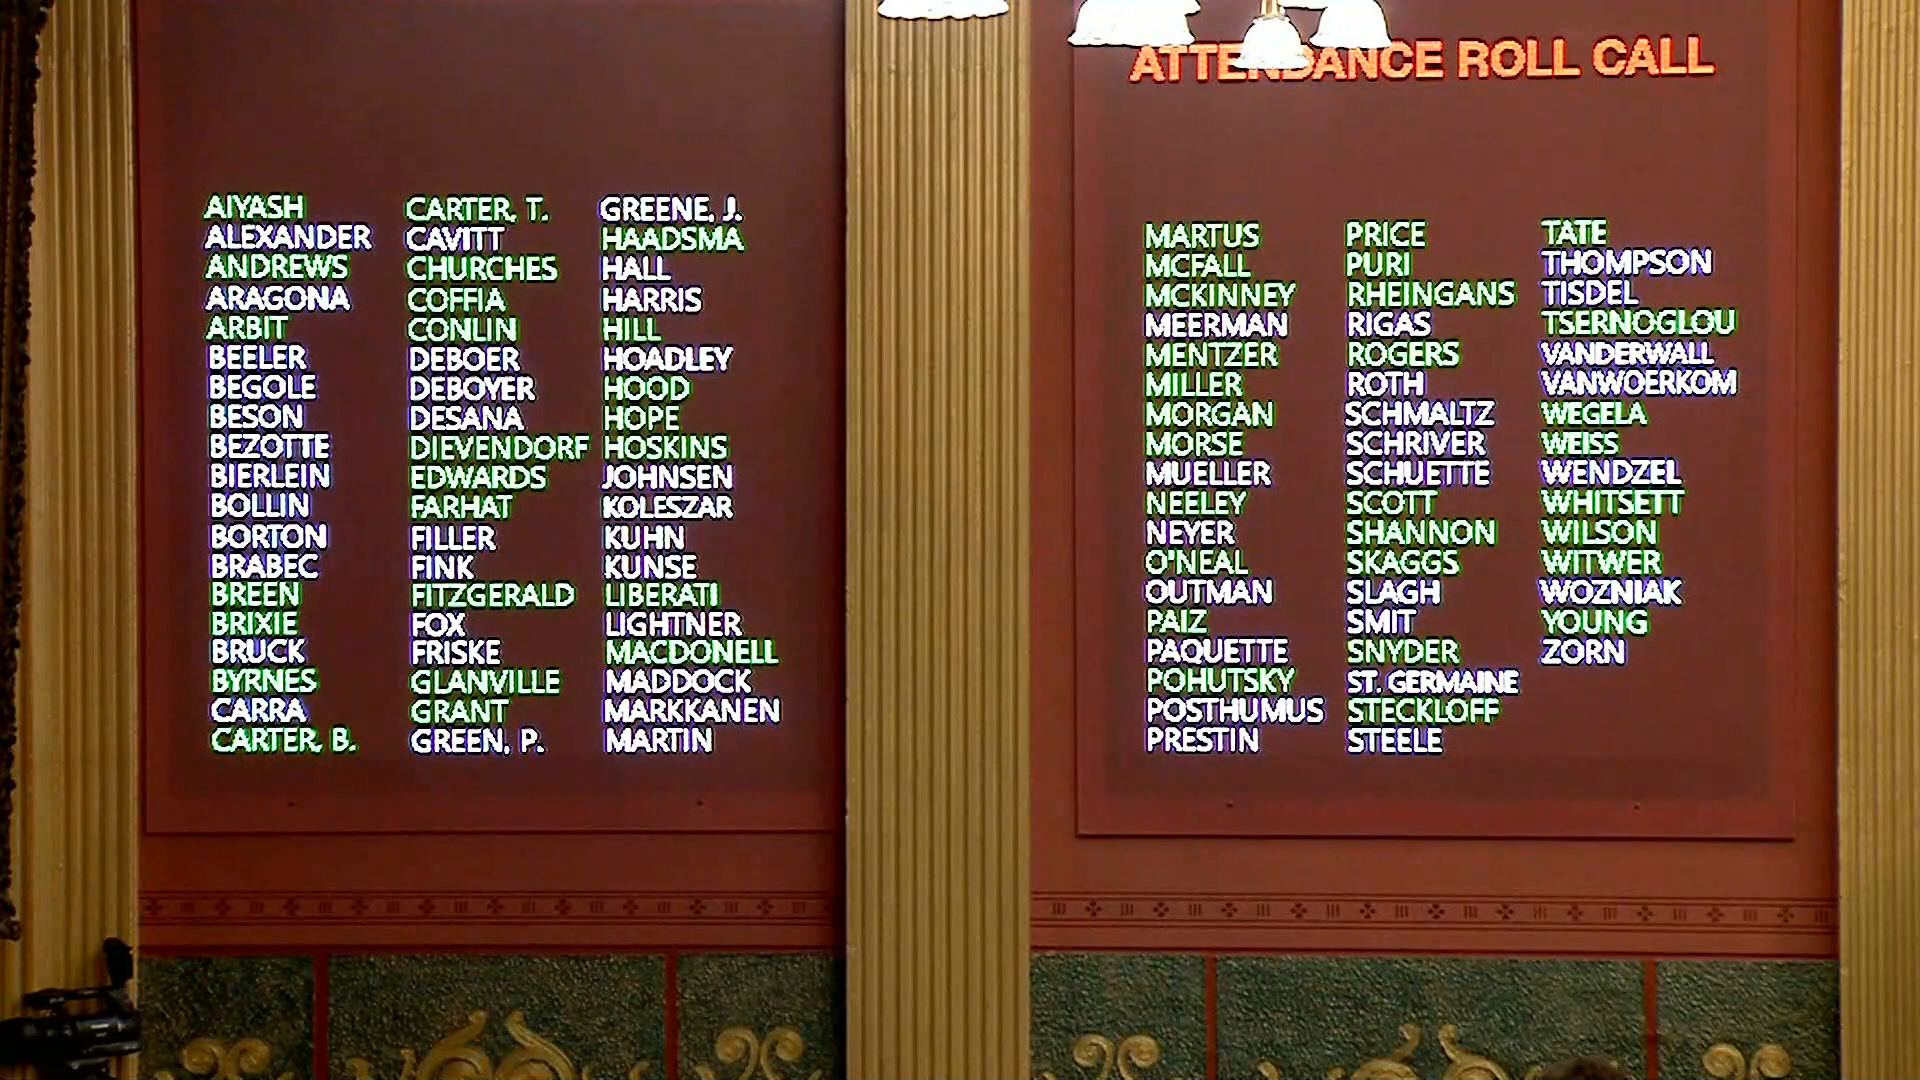 ATTENDANCE ROLL CALL
AIYASH
ALEXANDER
ANDREWS
ARAGONA
ARBIT
BEELER
BEGOLE
BESON
BEZOTTE
BIERLEIN
BOLLIN
BORTON
BRABEC
BREEN
BRIXIE
BRUCK
BYRNES
CARRA
CARTER, B.
CARTER, T.
CAVITT
CHURCHES
COFFIA
CONLIN
DEBOER
DEBOYER
DESANA
DIEVENDORF
EDWARDS
FARHAT
FILLER
FINK
FITZGERALD
FOX
FRISKE
GLANVILLE
GRANT
GREEN, P.
GREENE, J.
HAADSMA
HALL
HARRIS
HILL
HOADLEY
HOOD
HOPE
HOSKINS
JOHNSEN
KOLESZAR
KUHN
KUNSE
LIBERATI
LIGHTNER
MACDONELL
MADDOCK
MARKKANEN
MARTIN
MARTUS
MCFALL
MCKINNEY
MEERMAN
MENTZER
MILLER
MORGAN
MORSE
MUELLER
NEELEY
NEYER
O'NEAL
OUTMAN
PAIZ
PAQUETTE
POHUTSKY
POSTHUMUS
PRESTIN
PRICE
PURI
RHEINGANS
RIGAS
ROGERS
ROTH
SCHMALTZ
SCHRIVER
SCHUETTE
SCOTT
SHANNON
SKAGGS
SLAGH
SMIT
SNYDER
ST. GERMAINE
STECKLOFF
STEELE
TATE
THOMPSON
TISDEL
TSERNOGLOU
VANDERWALL
VANWOERKOM
WEGELA
WEISS
WENDZEL
WHITSETT
WILSON
WITWER
WOZNIAK
YOUNG
ZORN